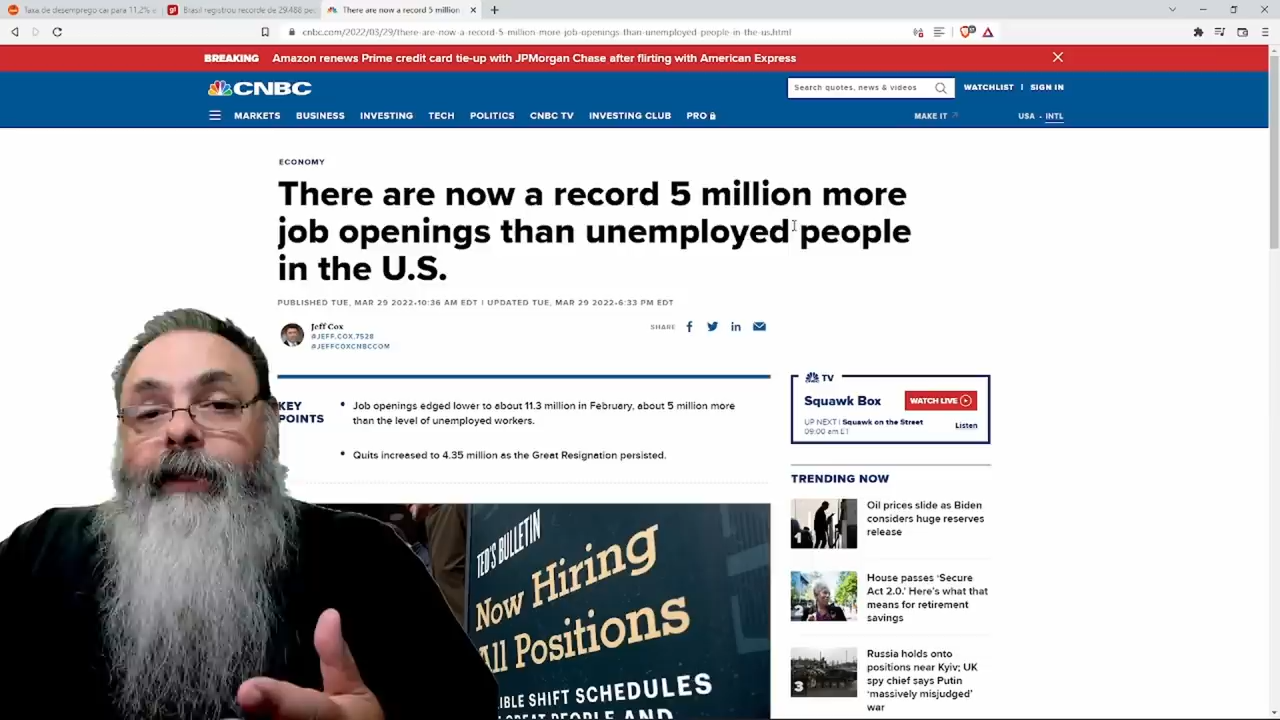 Taxa de desemprego cai para 11,2%
Brasil registrou recorde de 29.488
There are now a record 5 million
cnbc.com/2022/03/29/there-are-now-a-record-5-million-more-job-openings-than-unemployed-people-in-the-us.html
BREAKING Amazon renews Prime credit card tie-up with JPMorgan Chase after flirting with American Express
CNBC
Search quotes, news & videos
WATCHLIST | SIGN IN
MARKETS BUSINESS INVESTING TECH POLITICS CNBC TV INVESTING CLUB PRO
MAKE IT
USA · INTL
ECONOMY
There are now a record 5 million more
job openings than unemployed people
in the U.S.
PUBLISHED TUE, MAR 29 2022·10:36 AM EDT | UPDATED TUE, MAR 29 2022·6:33 PM EDT
Jeff Cox
@JEFF.COX.7528
@JEFFCOXCNBCCOM
SHARE
KEY
POINTS
• Job openings edged lower to about 11.3 million in February, about 5 million more
than the level of unemployed workers.
• Quits increased to 4.35 million as the Great Resignation persisted.
TED'S BULLETIN
Now Hiring
All Positions
IBLE SHIFT SCHEDULES
GREAT PEOPLE AND
TV
Squawk Box
WATCH LIVE
UP NEXT | Squawk on the Street
09:00 am ET
Listen
TRENDING NOW
1
Oil prices slide as Biden
considers huge reserves
release
2
House passes ‘Secure
Act 2.0.’ Here’s what that
means for retirement
savings
3
Russia holds onto
positions near Kyiv; UK
spy chief says Putin
‘massively misjudged’
war